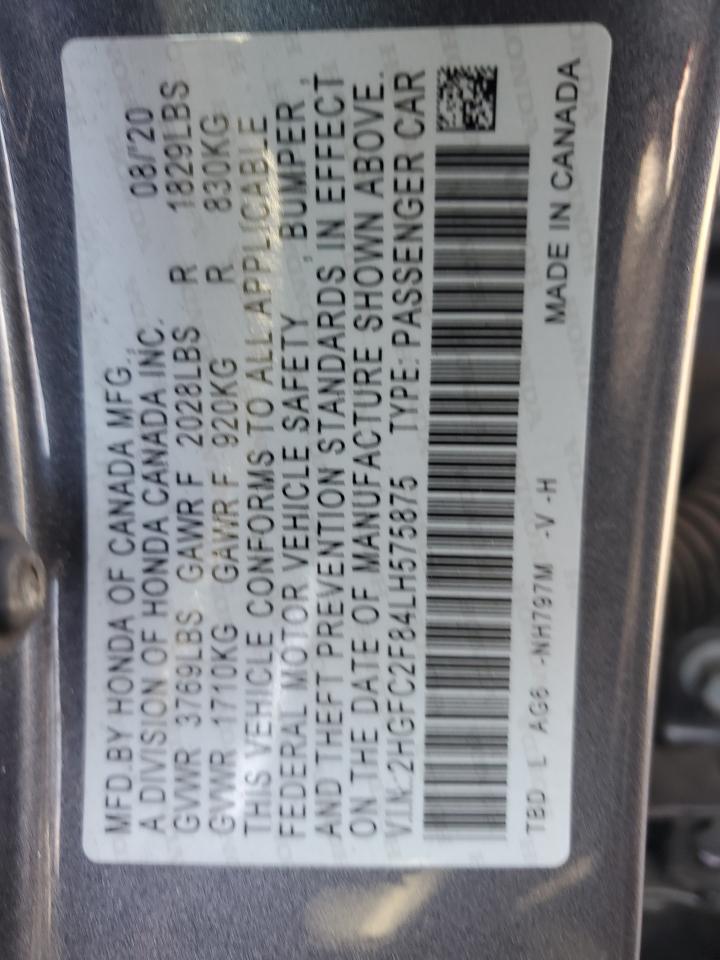 MFD.BY HONDA OF CANADA MFG., 08/'20
A DIVISION OF HONDA CANADA INC.
GVWR 3769LBS GAWR F 2028LBS R 1829LBS
GVWR 1710KG GAWR F 920KG R 830KG
THIS VEHICLE CONFORMS TO ALL APPLICABLE
FEDERAL MOTOR VEHICLE SAFETY , BUMPER ,
AND THEFT PREVENTION STANDARDS IN EFFECT
ON THE DATE OF MANUFACTURE SHOWN ABOVE.
V.I.N: 2HGFC2F84LH575875 TYPE: PASSENGER CAR
TBD L AG6 -NH797M -V -H MADE IN CANADA